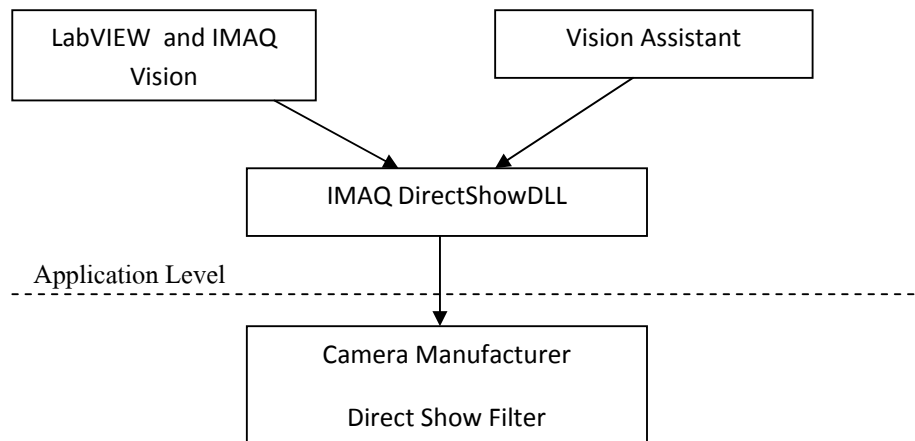 LabVIEW and IMAQ
Vision
Vision Assistant
IMAQ DirectShowDLL
Application Level
Camera Manufacturer
Direct Show Filter